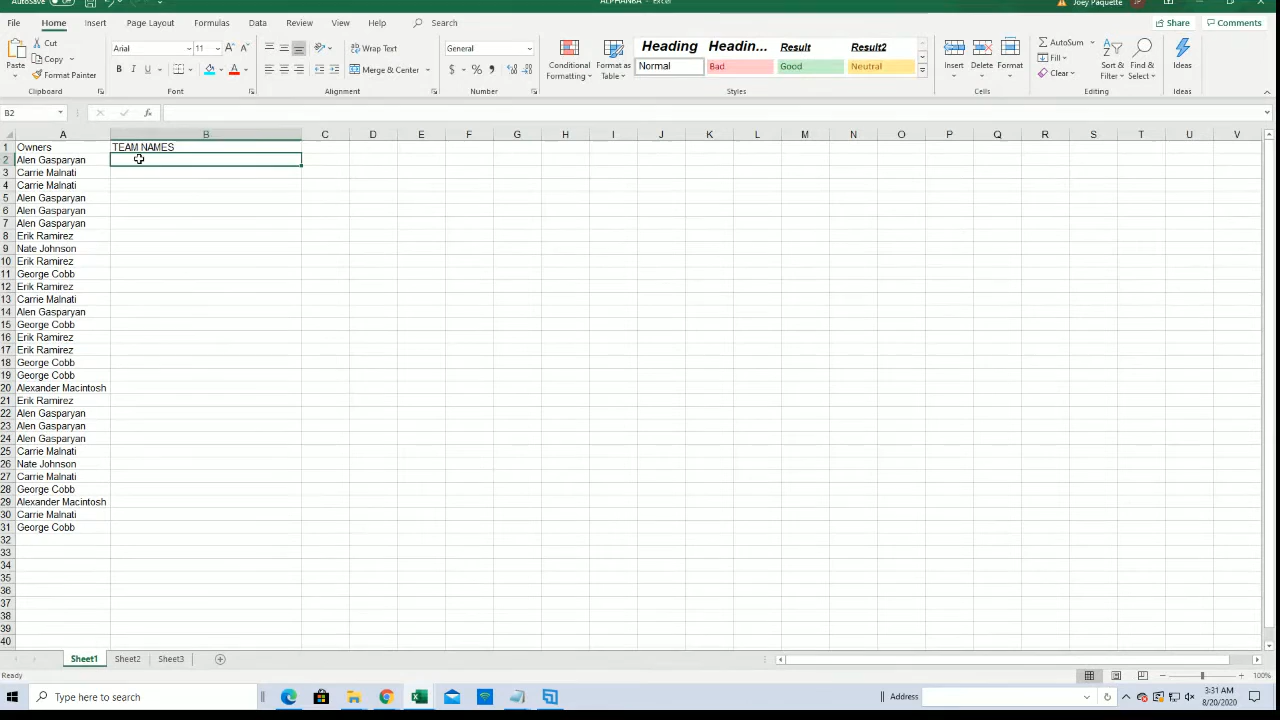 AutoSave Off ALPHABA - Excel Joey Paquette JP
File Home Insert Page Layout Formulas Data Review View Help Search Share Comments
Paste Cut Copy Format Painter Clipboard
Arial 11 B I U A Font
Wrap Text Merge & Center Alignment
General $ % Number
Conditional Formatting Format as Table
Heading Headin... Result Result2
Normal Bad Good Neutral Styles
Insert Delete Format Cells
AutoSum Fill Clear Sort & Filter Find & Select Editing
Ideas Ideas
B2 fx
A B C D E F G H I J K L M N O P Q R S T U V
1 Owners TEAM NAMES
2 Alen Gasparyan
3 Carrie Malnati
4 Carrie Malnati
5 Alen Gasparyan
6 Alen Gasparyan
7 Alen Gasparyan
8 Erik Ramirez
9 Nate Johnson
10 Erik Ramirez
11 George Cobb
12 Erik Ramirez
13 Carrie Malnati
14 Alen Gasparyan
15 George Cobb
16 Erik Ramirez
17 Erik Ramirez
18 George Cobb
19 George Cobb
20 Alexander Macintosh
21 Erik Ramirez
22 Alen Gasparyan
23 Alen Gasparyan
24 Alen Gasparyan
25 Carrie Malnati
26 Nate Johnson
27 Carrie Malnati
28 George Cobb
29 Alexander Macintosh
30 Carrie Malnati
31 George Cobb
32
33
34
35
36
37
38
39
40
Sheet1 Sheet2 Sheet3
Ready 100%
Type here to search Address 3:31 AM
8/20/2020